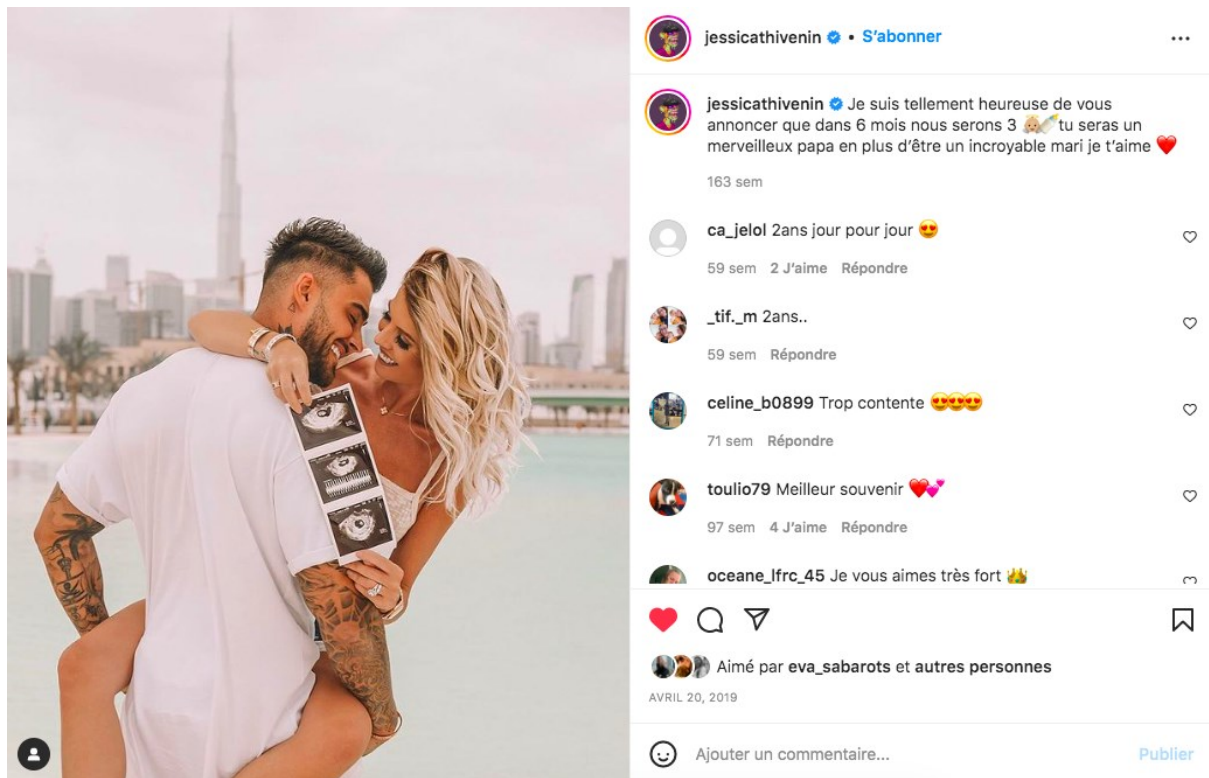 jessicathivenin • S'abonner
jessicathivenin Je suis tellement heureuse de vous
annoncer que dans 6 mois nous serons 3 👼🏼🍼 tu seras un
merveilleux papa en plus d'être un incroyable mari je t'aime ❤️
163 sem
ca_jelol 2ans jour pour jour 😍
59 sem 2 J'aime Répondre
_tif._m 2ans..
59 sem Répondre
celine_b0899 Trop contente 😍😍😍
71 sem Répondre
toulio79 Meilleur souvenir ❤️💕
97 sem 4 J'aime Répondre
oceane_lfrc_45 Je vous aimes très fort 👑
Aimé par eva_sabarots et autres personnes
AVRIL 20, 2019
Ajouter un commentaire... Publier